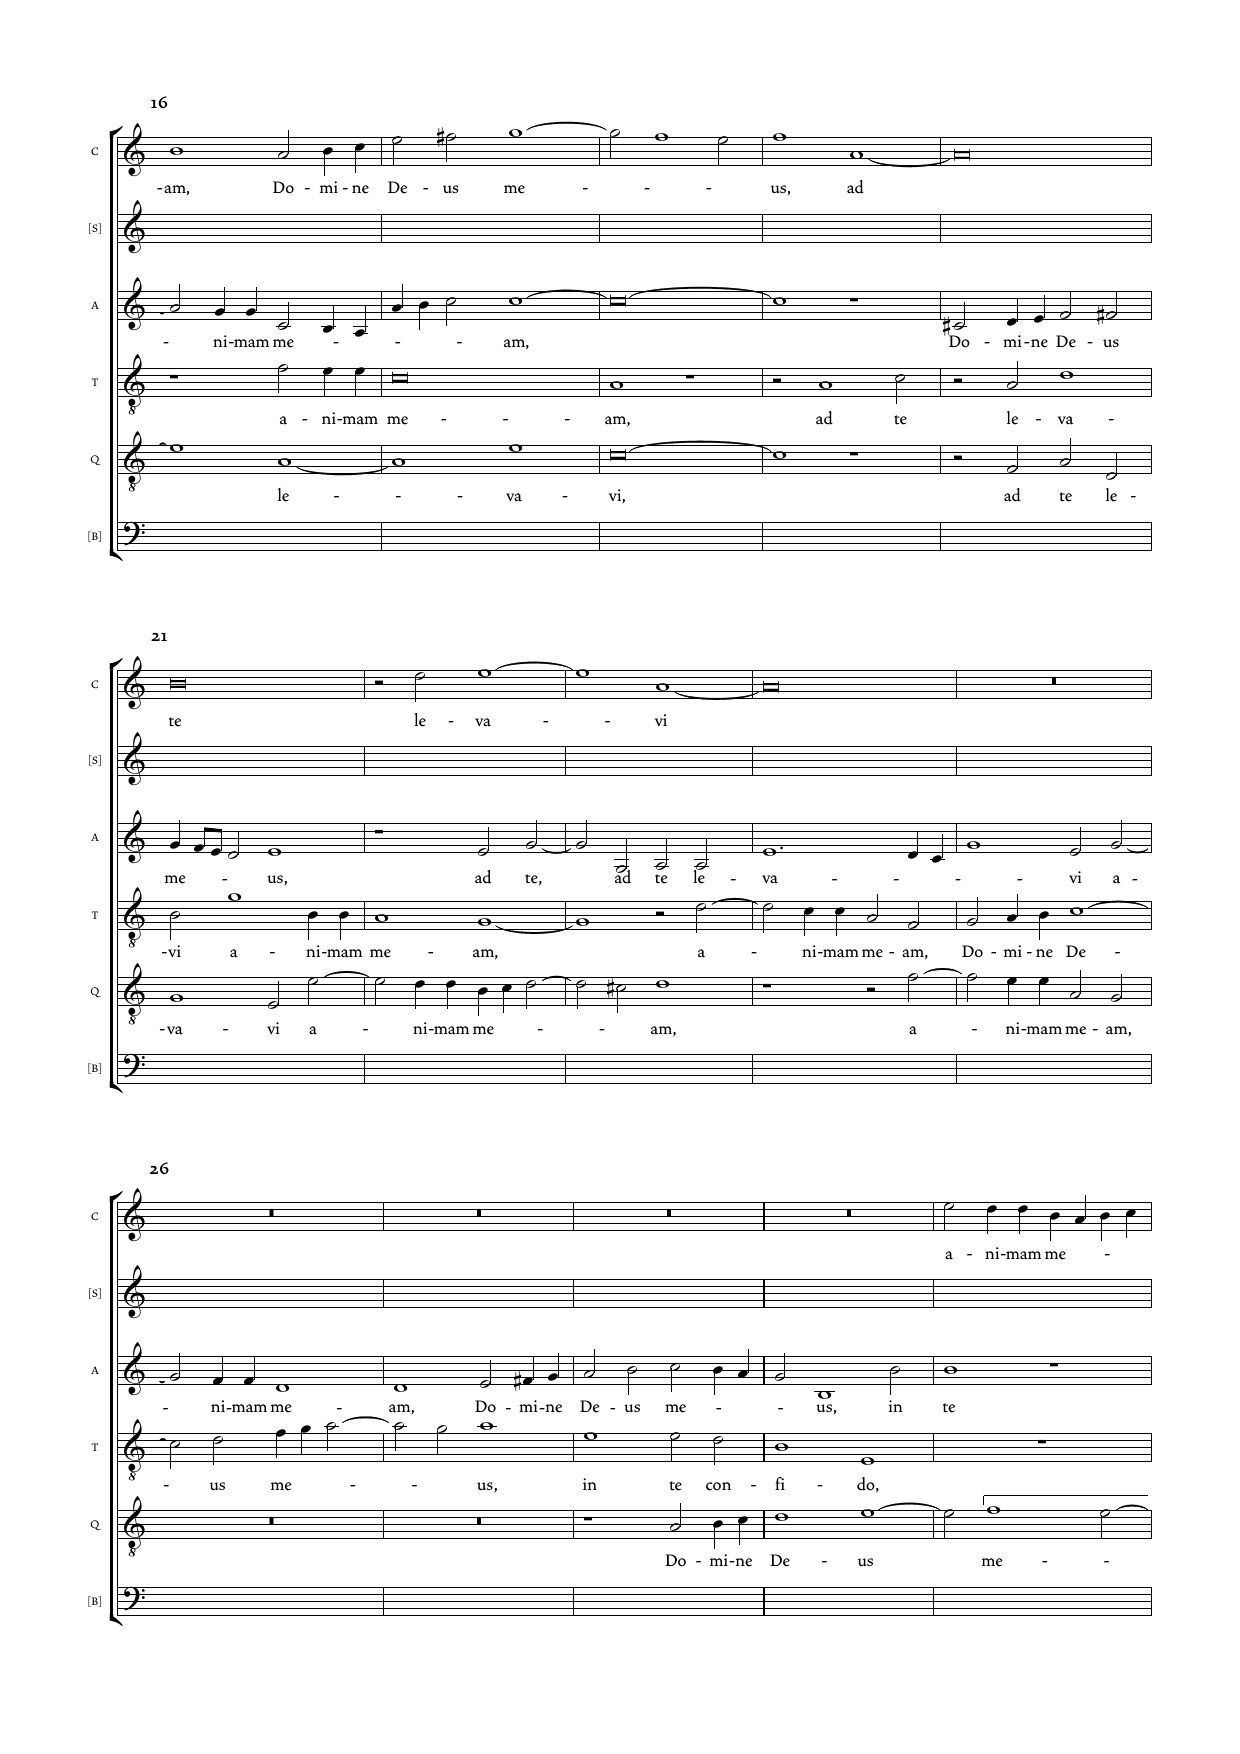 16
C
-am, Do - mi - ne De - us me - - - us, ad
[S]
A
- ni-mam me - - - am, Do - mi-ne De - us
T
a - ni-mam me - - - am, ad te le - va -
Q
le - - - va - vi, ad te le -
[B]
21
C
te le - va - - vi
[S]
A
me - us, ad te, ad te le - va - - - - vi a -
T
-vi a - ni-mam me - am, a - ni-mam me - am, Do - mi - ne De -
Q
-va - vi a - ni-mam me - - am, a - ni-mam me - am,
[B]
26
C
a - ni-mam me -
[S]
A
- ni-mam me - am, Do - mi-ne De - us me - - us, in te
T
- us me - - us, in te con - fi - do,
Q
Do - mi-ne De - us me - -
[B]